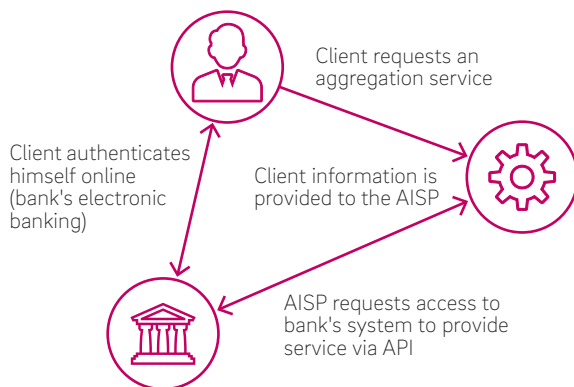 Client requests an
aggregation service
Client authenticates
himself online
(bank's electronic
banking)
Client information is
provided to the AISP
AISP requests access to
bank's system to provide
service via API